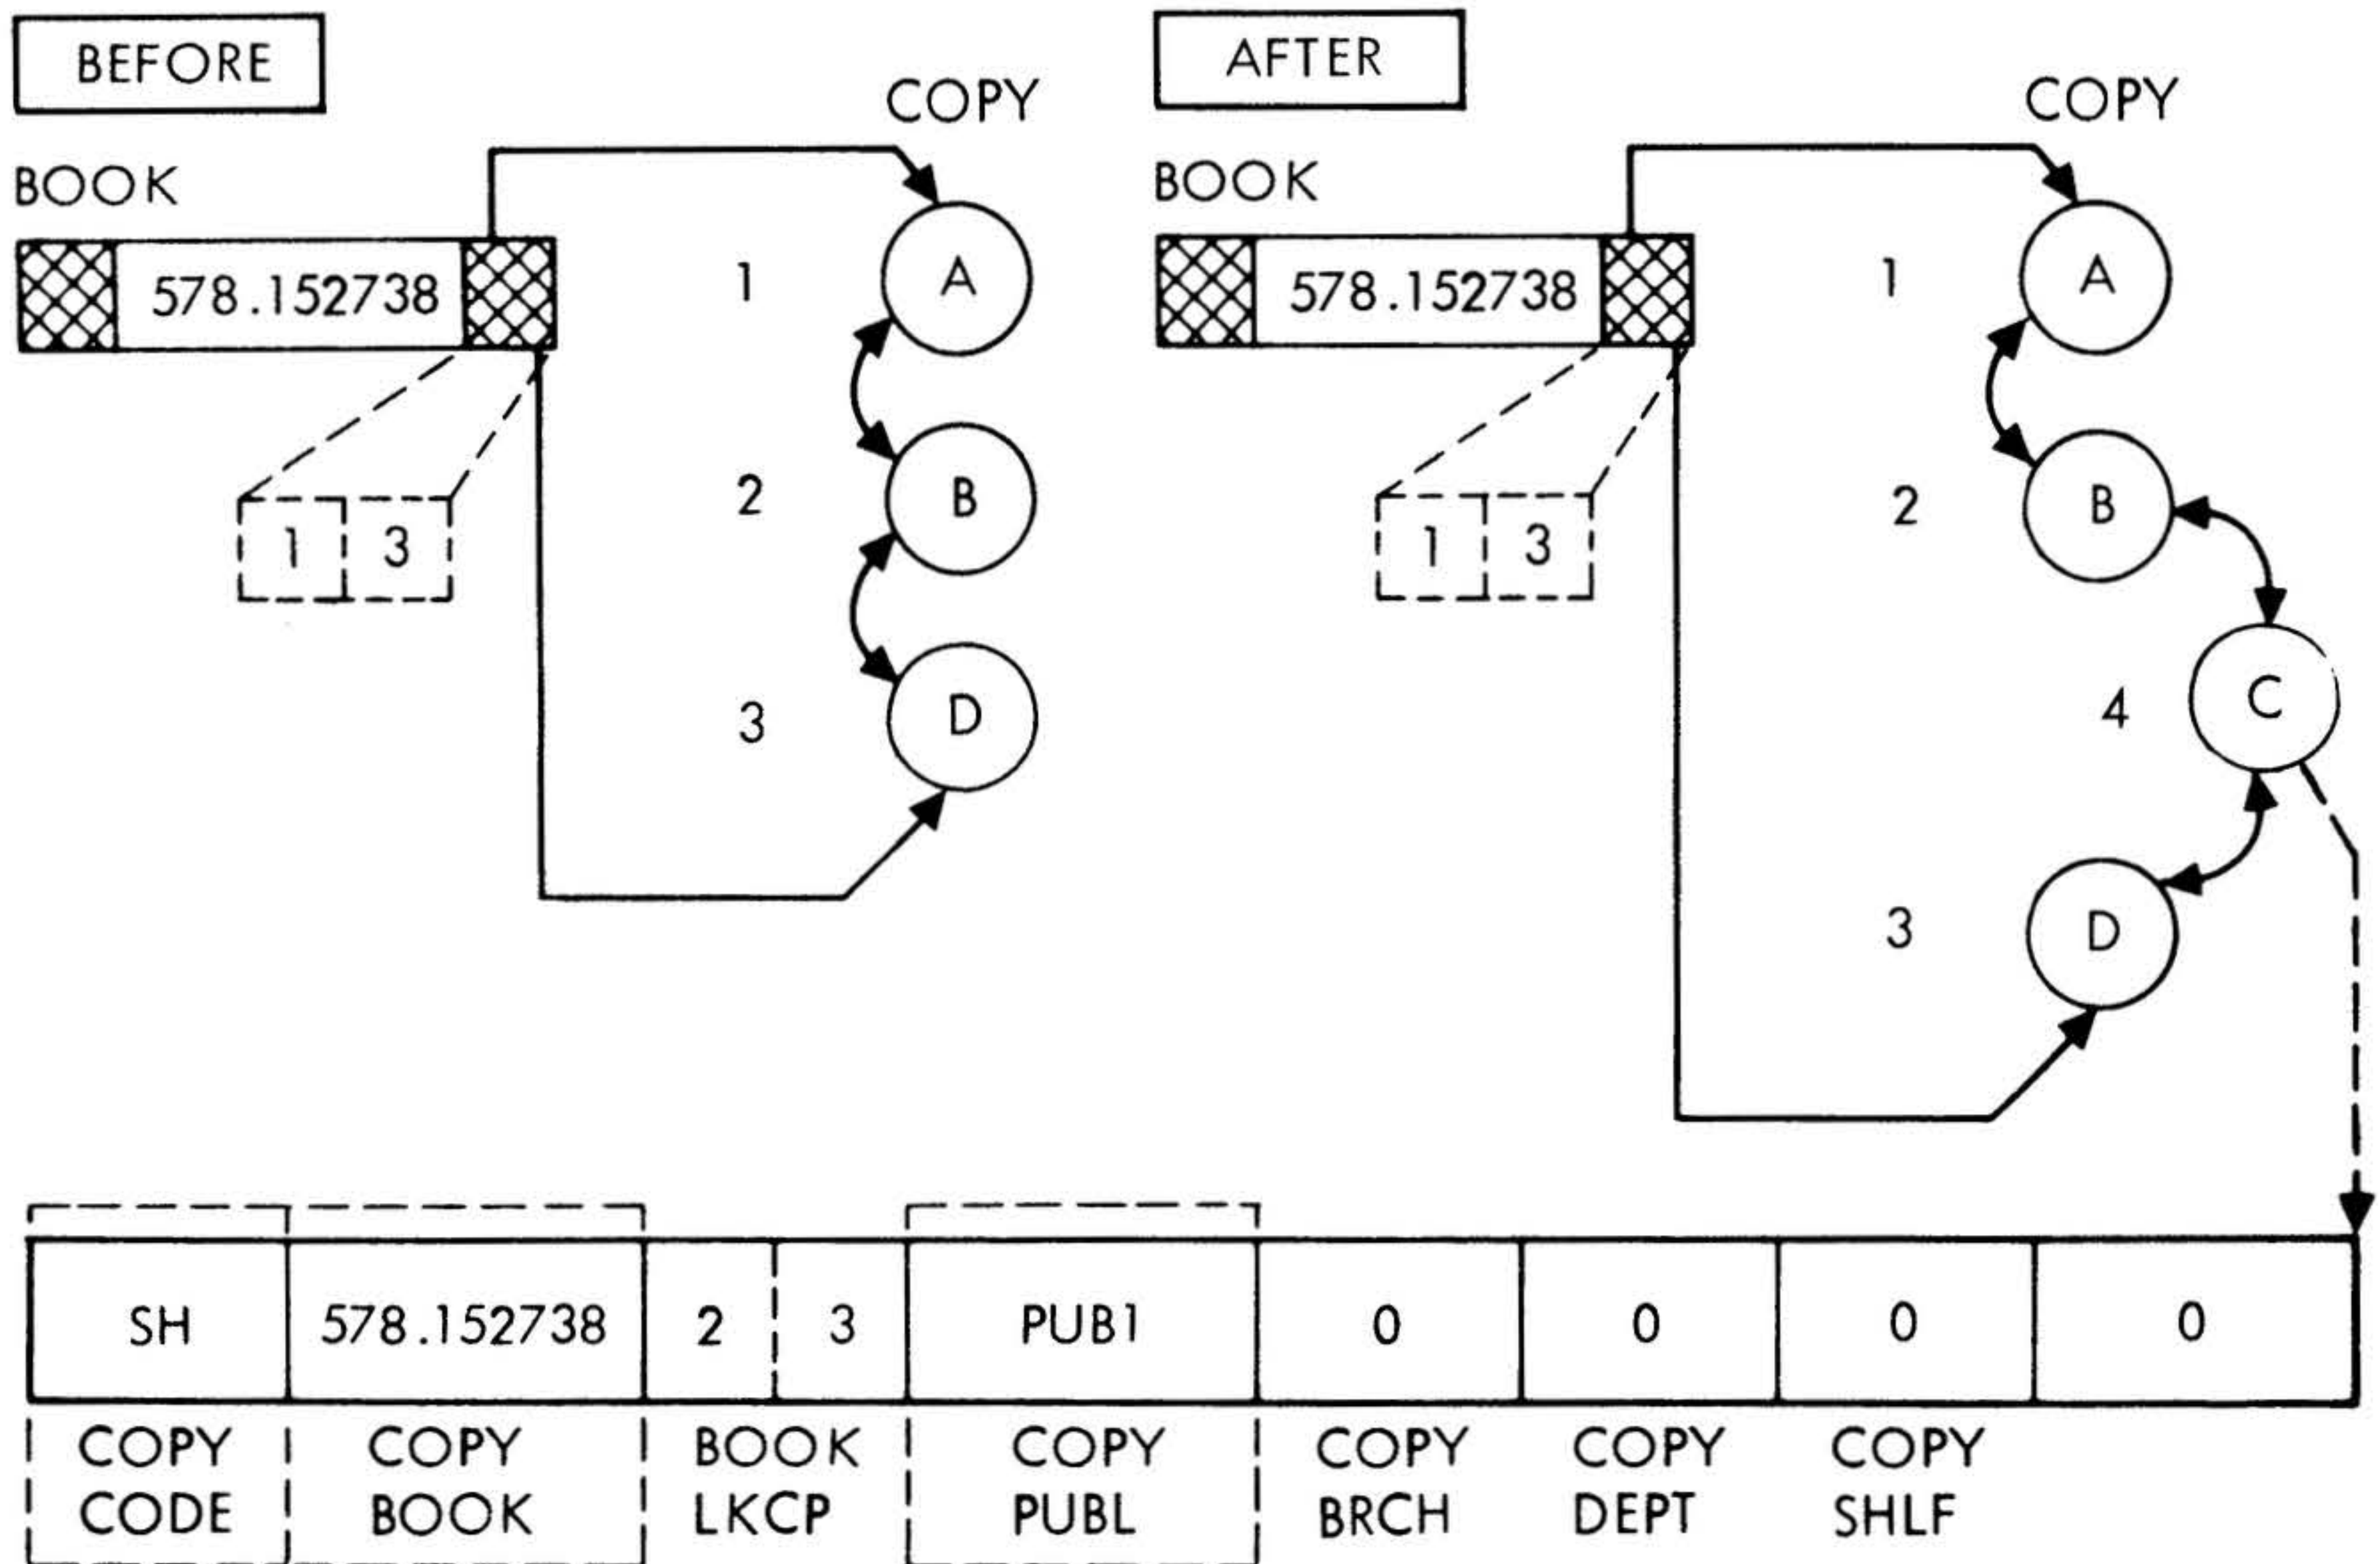 BEFORE
COPY
BOOK
578.152738
1
A
2
B
1 3
3
D
AFTER
COPY
BOOK
578.152738
1
A
2
B
1 3
4
C
3
D
SH 578.152738 2 3 PUB1 0 0 0 0
COPY COPY BOOK COPY COPY COPY COPY
CODE BOOK LKCP PUBL BRCH DEPT SHLF